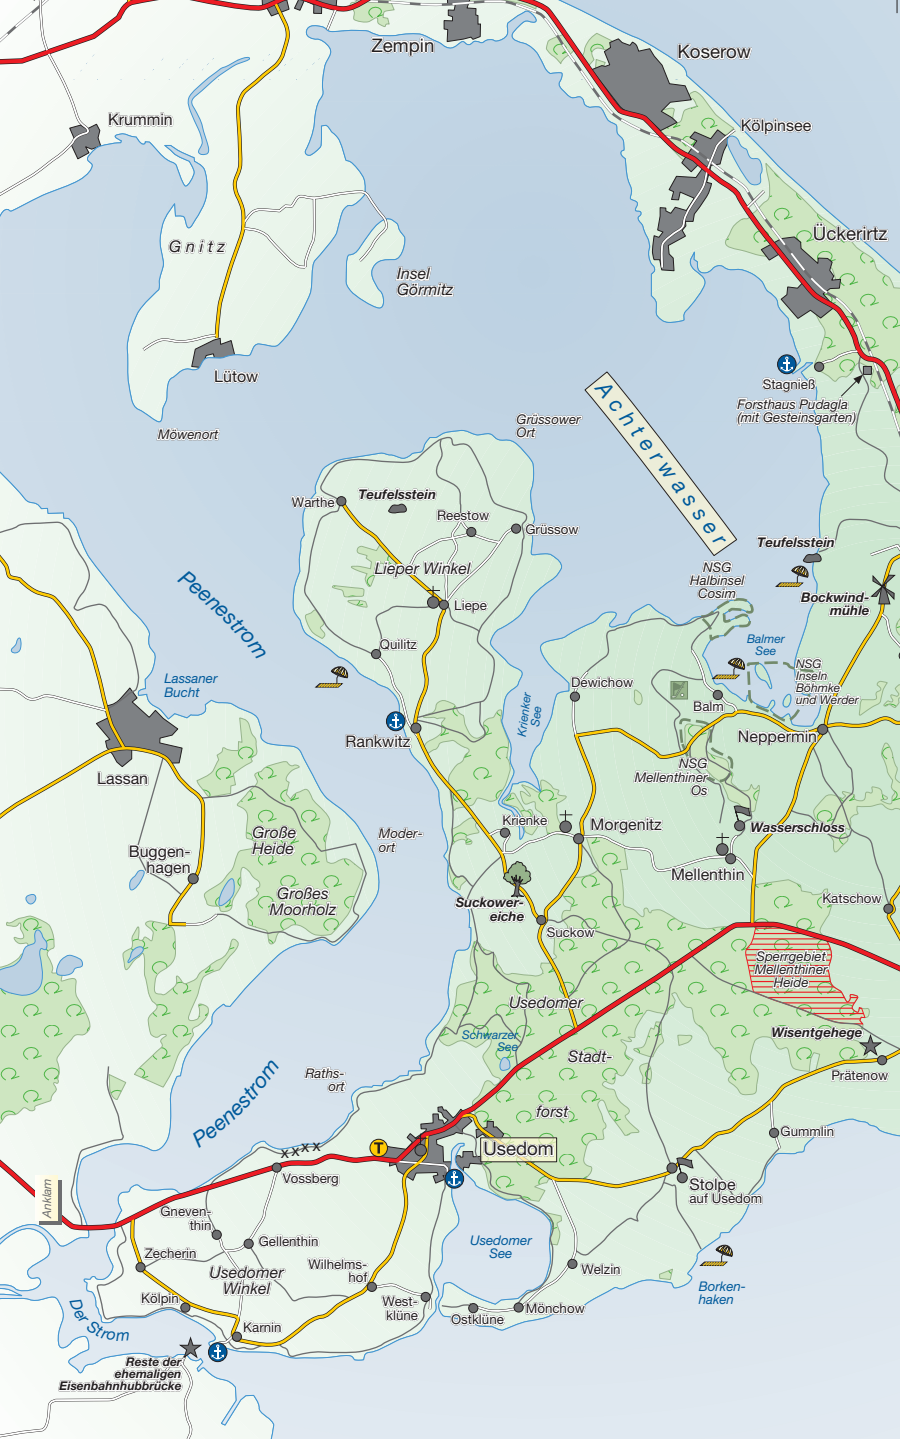 Zempin
Koserow
Krummin
Kölpinsee
Ückerirtz
Gnitz
Insel
Görmitz
Lütow
Stagnieß
Forsthaus Pudagla
(mit Gesteinsgarten)
Möwenort
Grüssower
Ort
Achterwasser
Warthe
Teufelsstein
Reestow
Grüssow
Teufelsstein
Lieper Winkel
NSG
Halbinsel
Cosim
Bockwind-
mühle
Liepe
Peenestrom
Quilitz
Balmer
See
Lassaner
Bucht
NSG
Inseln
Böhmke
und Werder
Dewichow
Krienker
See
Balm
Rankwitz
Neppermin
Lassan
NSG
Mellenthiner
Os
Moder-
ort
Krienke
Morgenitz
Wasserschloss
Große
Heide
Buggen-
hagen
Mellenthin
Großes
Moorholz
Suckower-
eiche
Katschow
Suckow
Sperrgebiet
Mellenthiner
Heide
Usedomer
Schwarzer
See
Wisentgehege
Stadt-
Raths-
ort
Prätenow
Peenestrom
forst
Gummlin
xxxx
T
Usedom
Vossberg
Stolpe
auf Usedom
Anklam
Gneven-
thin
Gellenthin
Usedomer
See
Zecherin
Wilhelms-
hof
Usedomer
Winkel
Welzin
Borken-
haken
Kölpin
West-
klüne
Mönchow
Ostklüne
Der Strom
Karnin
Reste der
ehemaligen
Eisenbahnhubbrücke